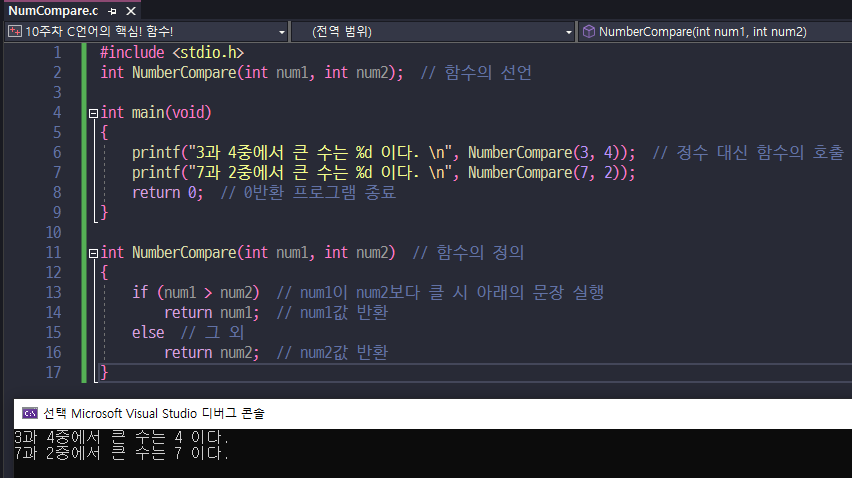 NumCompare.c
10주차 C언어의 핵심! 함수! (전역 범위) NumberCompare(int num1, int num2)
1 #include <stdio.h>
2 int NumberCompare(int num1, int num2); // 함수의 선언
3
4 int main(void)
5 {
6 printf("3과 4중에서 큰 수는 %d 이다. \n", NumberCompare(3, 4)); // 정수 대신 함수의 호출
7 printf("7과 2중에서 큰 수는 %d 이다. \n", NumberCompare(7, 2));
8 return 0; // 0반환 프로그램 종료
9 }
10
11 int NumberCompare(int num1, int num2) // 함수의 정의
12 {
13 if (num1 > num2) // num1이 num2보다 클 시 아래의 문장 실행
14 return num1; // num1값 반환
15 else // 그 외
16 return num2; // num2값 반환
17 }
선택 Microsoft Visual Studio 디버그 콘솔
3과 4중에서 큰 수는 4 이다.
7과 2중에서 큰 수는 7 이다.